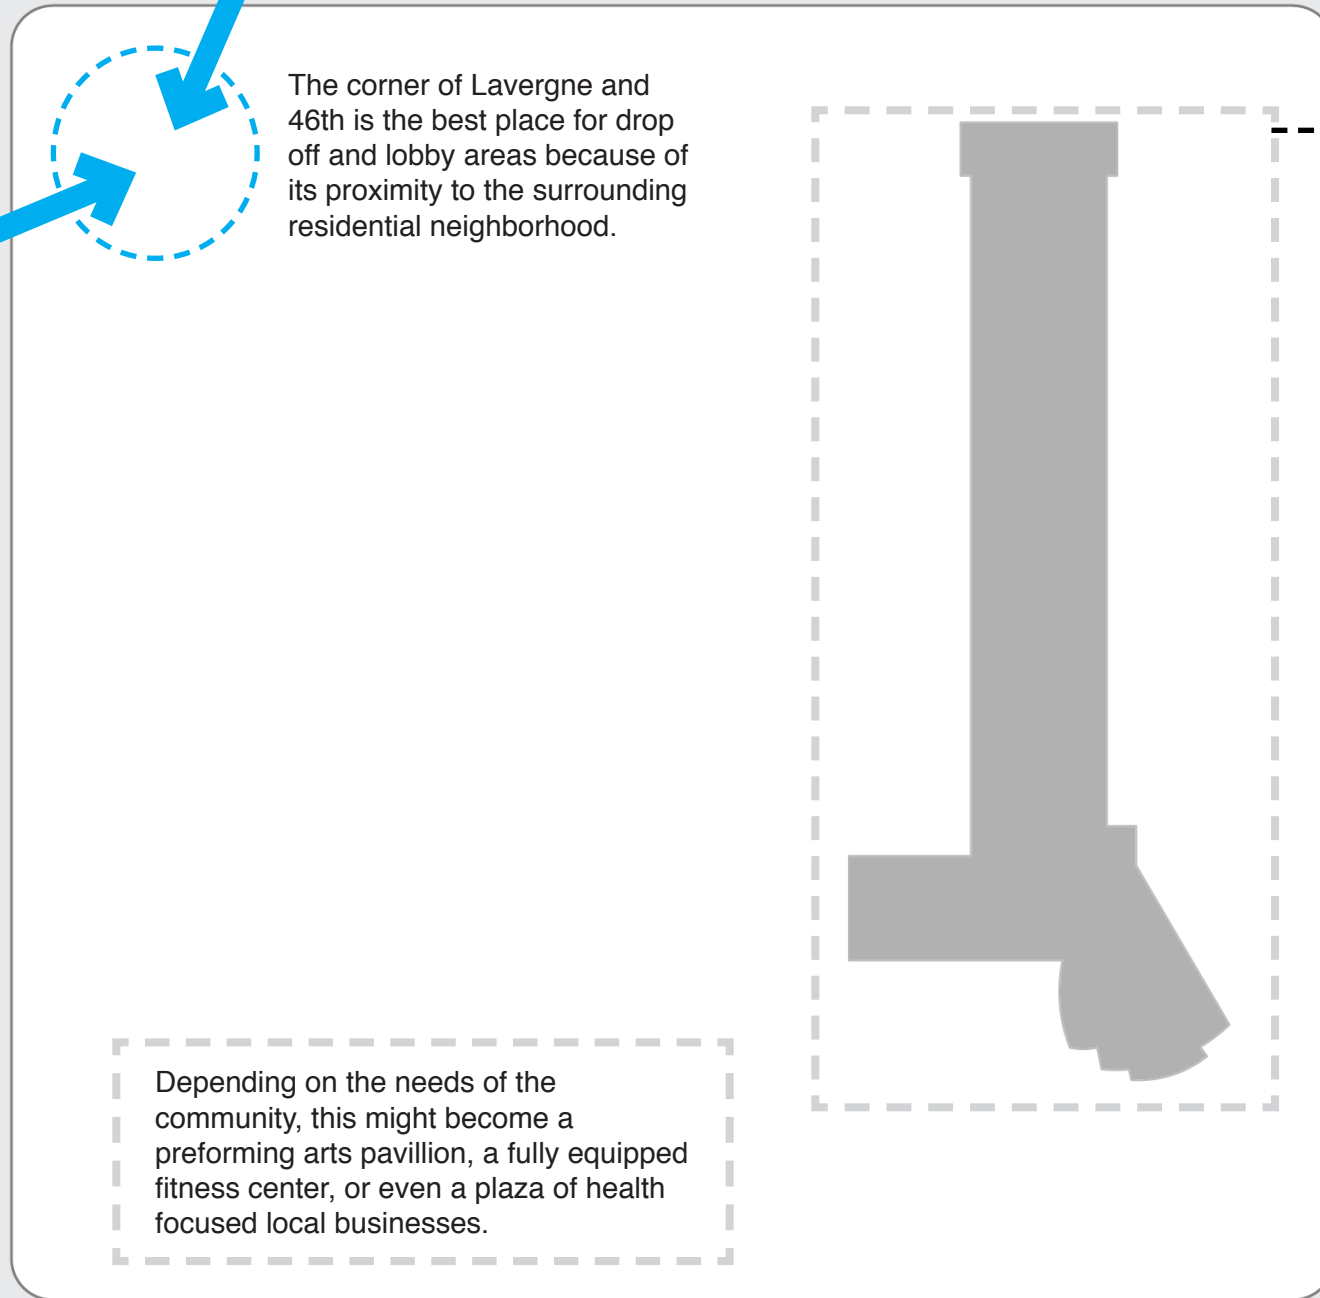 The corner of Lavergne and
46th is the best place for drop
off and lobby areas because of
its proximity to the surrounding
residential neighborhood.
Depending on the needs of the
community, this might become a
preforming arts pavillion, a fully equipped
fitness center, or even a plaza of health
focused local businesses.